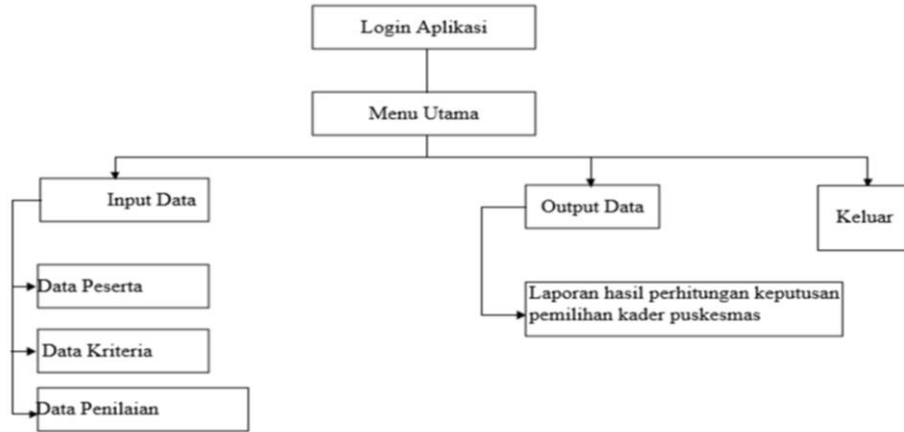 Login Aplikasi
Menu Utama
Input Data
Output Data
Keluar
Data Peserta
Data Kriteria
Data Penilaian
Laporan hasil perhitungan keputusan
pemilihan kader puskesmas